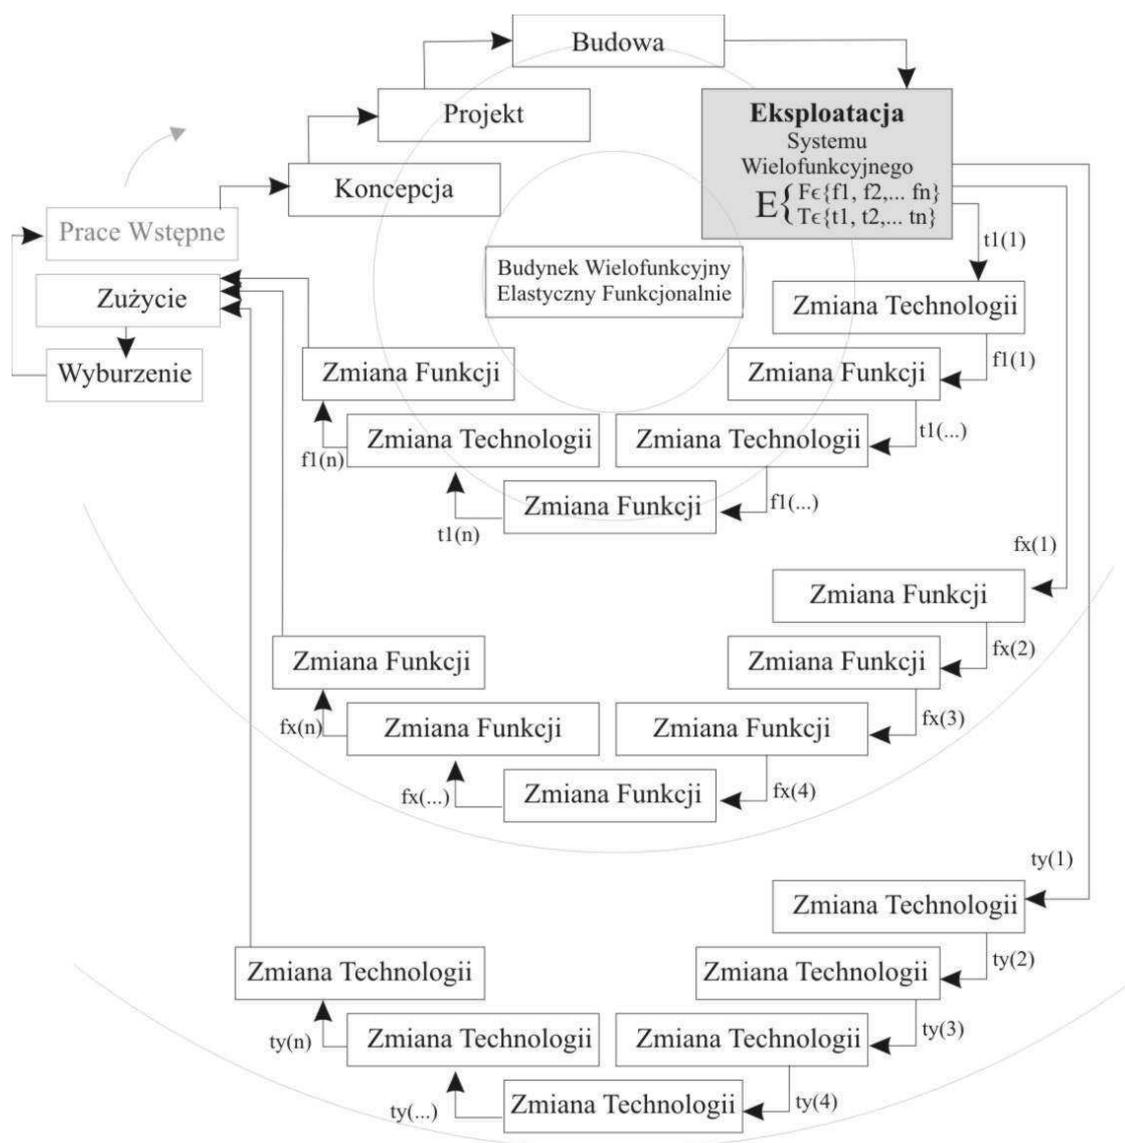 Budowa
Projekt
Koncepcja
Prace Wstępne
Zużycie
Wyburzenie
Eksploatacja
Systemu
Wielofunkcyjnego
E{ Fϵ{f1, f2,... fn}
Tϵ{t1, t2,... tn}
Budynek Wielofunkcyjny
Elastyczny Funkcjonalnie
t1(1)
Zmiana Technologii
f1(1)
Zmiana Funkcji
t1(...)
Zmiana Technologii
f1(...)
Zmiana Funkcji
t1(n)
Zmiana Technologii
f1(n)
Zmiana Funkcji
fx(1)
Zmiana Funkcji
fx(2)
Zmiana Funkcji
fx(3)
Zmiana Funkcji
fx(4)
Zmiana Funkcji
fx(...)
Zmiana Funkcji
fx(n)
Zmiana Funkcji
ty(1)
Zmiana Technologii
ty(2)
Zmiana Technologii
ty(3)
Zmiana Technologii
ty(4)
Zmiana Technologii
ty(...)
Zmiana Technologii
ty(n)
Zmiana Technologii